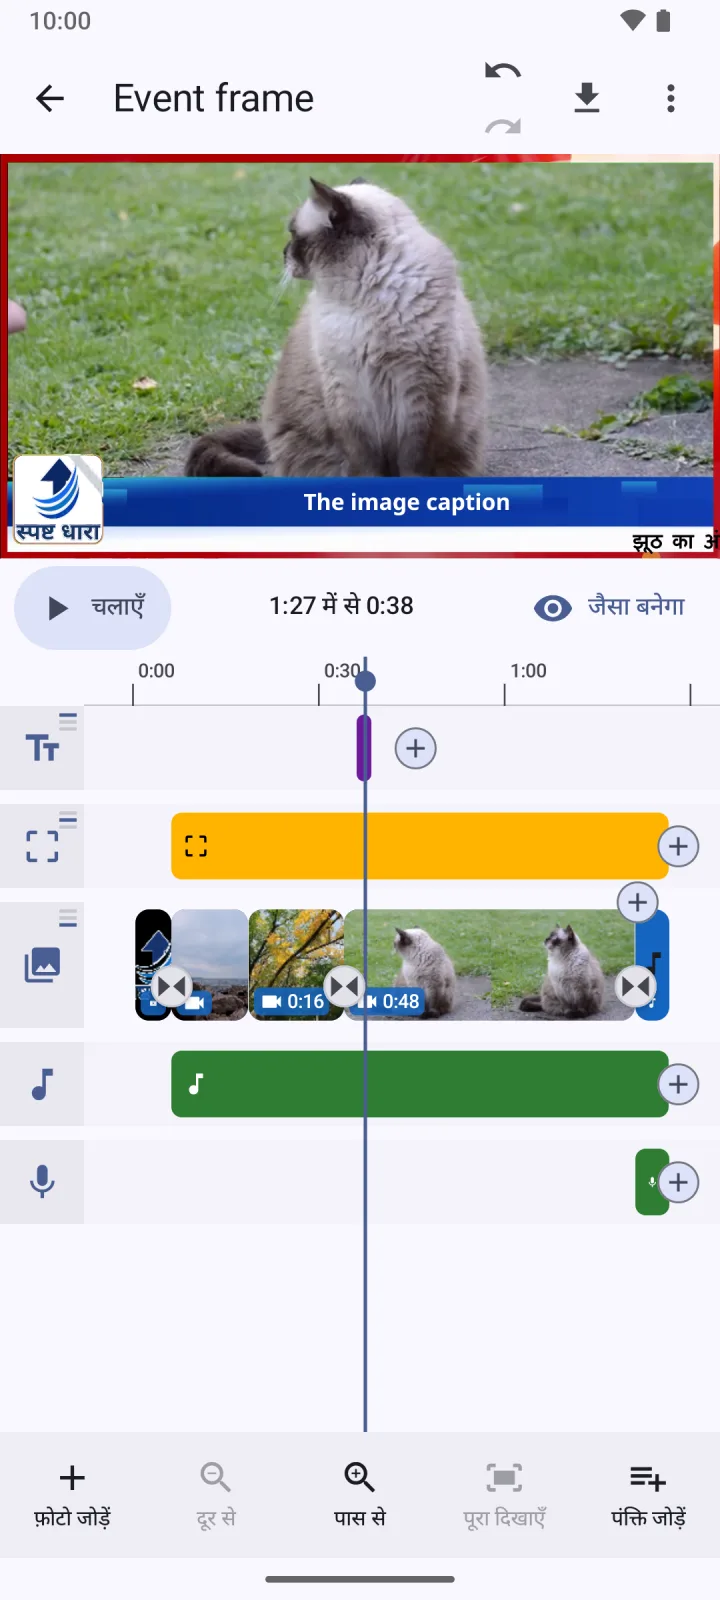 10:00
Event frame
The image caption
स्पष्ट धारा
झूठ का
चलाएँ
1:27 में से 0:38
जैसा बनेगा
0:00
0:30
1:00
0:16
0:48
फ़ोटो जोड़ें
दूर से
पास से
पूरा दिखाएँ
पंक्ति जोड़ें